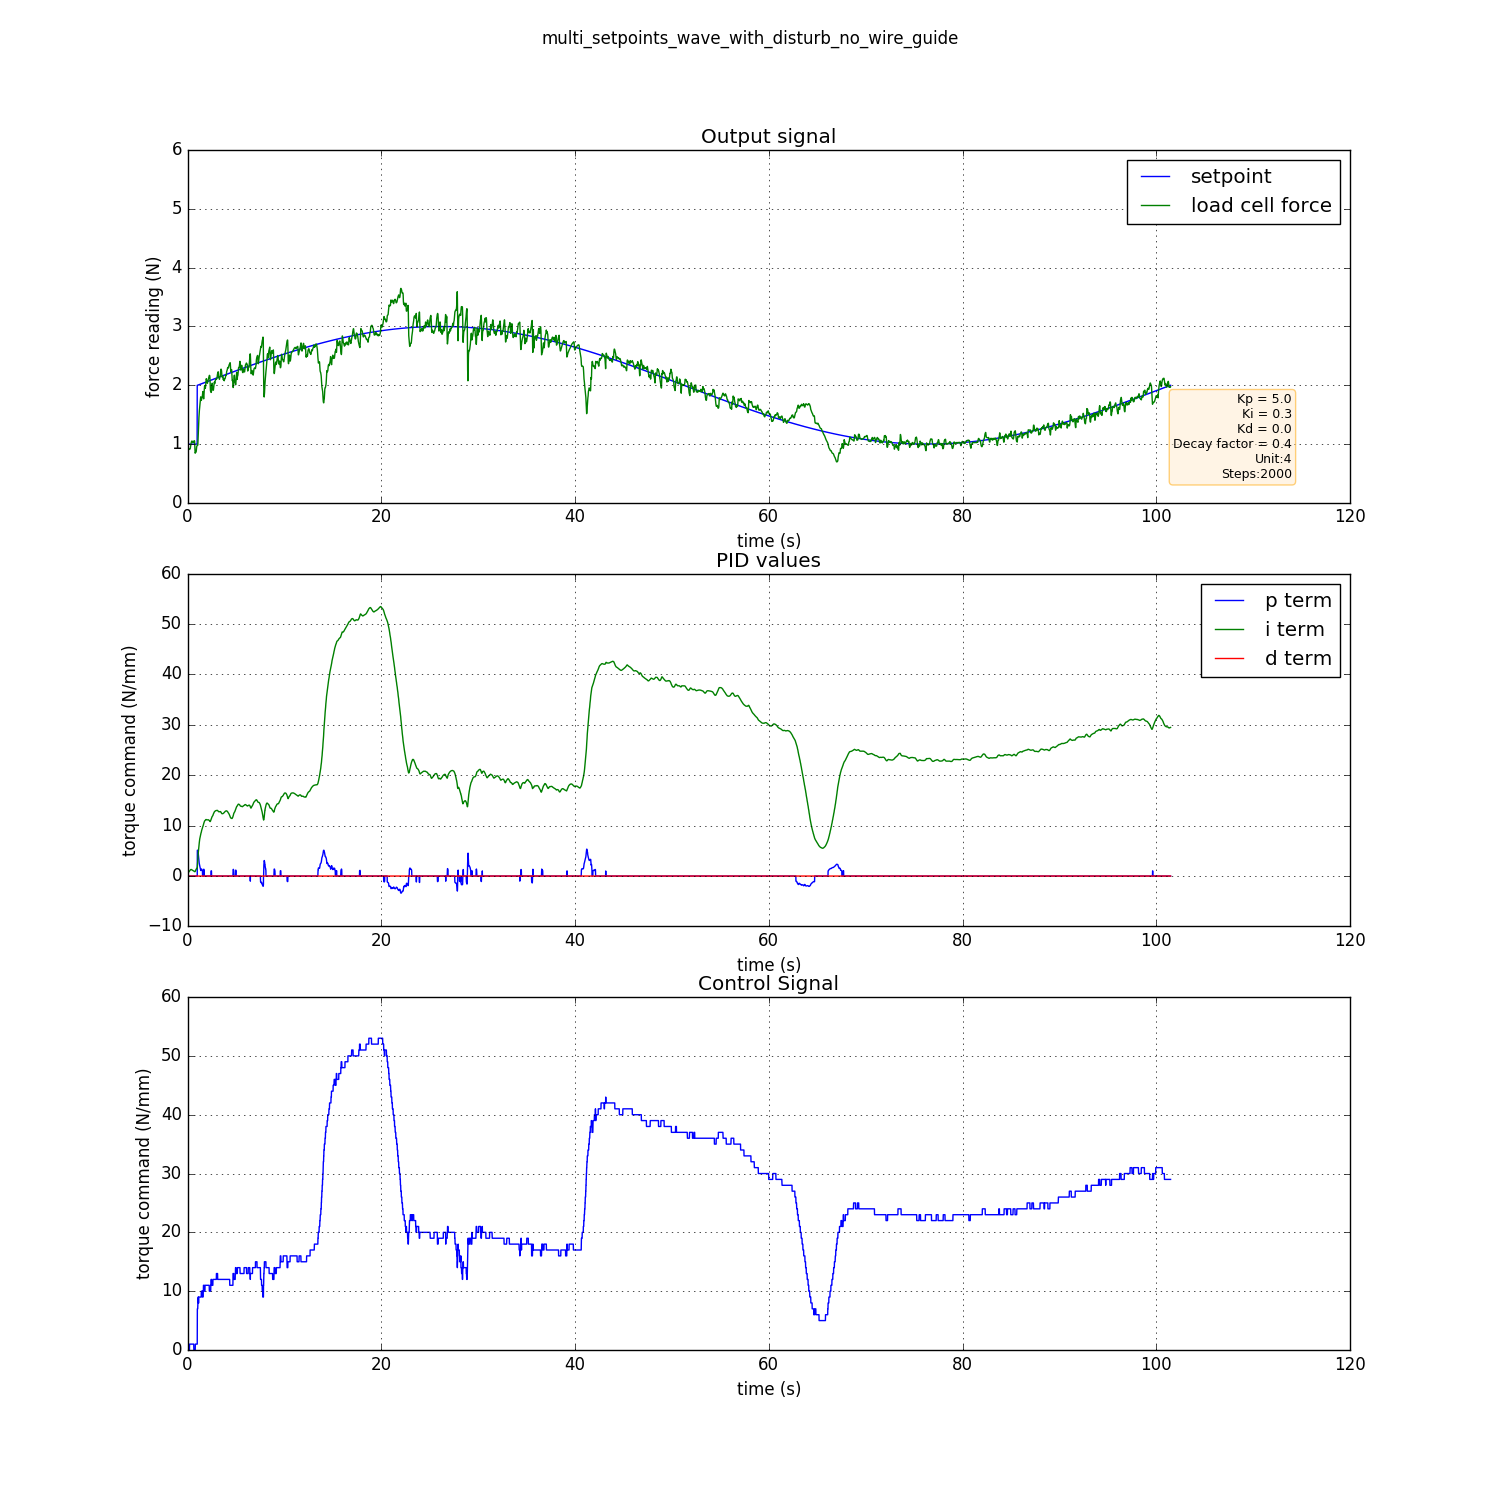 multi_setpoints_wave_with_disturb_no_wire_guide
Output signal
force reading (N)
6
5
4
3
2
1
0
setpoint
load cell force
Kp = 5.0
Ki = 0.3
Kd = 0.0
Decay factor = 0.4
Unit:4
Steps:2000
0 20 40 60 80 100 120
time (s)
PID values
torque command (N/mm)
60
50
40
30
20
10
0
−10
p term
i term
d term
0 20 40 60 80 100 120
time (s)
Control Signal
torque command (N/mm)
60
50
40
30
20
10
0
0 20 40 60 80 100 120
time (s)